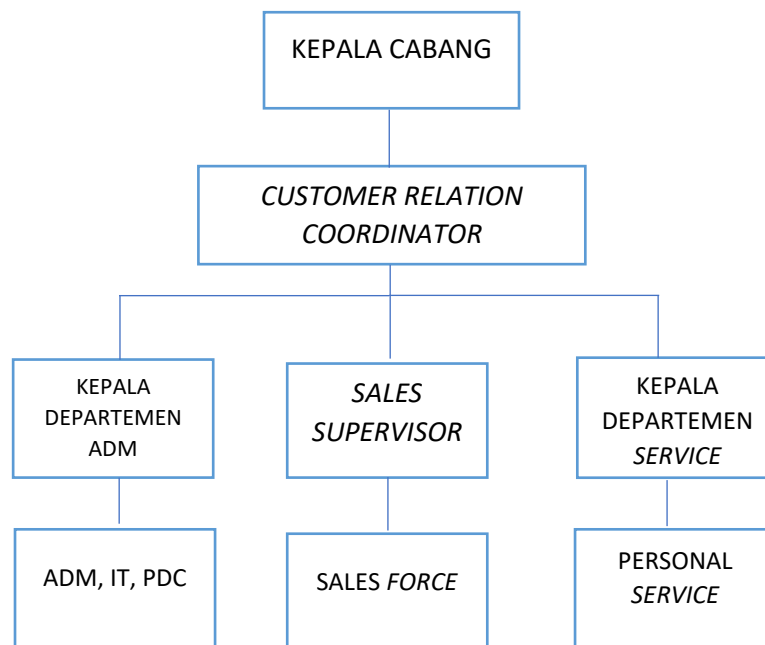 KEPALA CABANG
CUSTOMER RELATION
COORDINATOR
KEPALA
DEPARTEMEN
ADM
SALES
SUPERVISOR
KEPALA
DEPARTEMEN
SERVICE
ADM, IT, PDC
SALES FORCE
PERSONAL
SERVICE